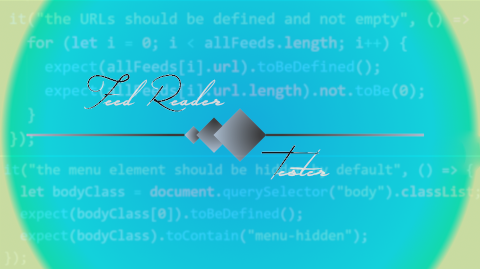 it("the URLs should be defined and not empty", () =>
for (let i = 0; i < allFeeds.length; i++) {
expect(allFeeds[i].url).toBeDefined();
expect(allFeeds[i].url.length).not.toBe(0);
}
});
Feed Reader
Tester
it("the menu element should be hidden by default", () => {
let bodyClass = document.querySelector("body").classList;
expect(bodyClass[0]).toBeDefined();
expect(bodyClass).toContain("menu-hidden");
});